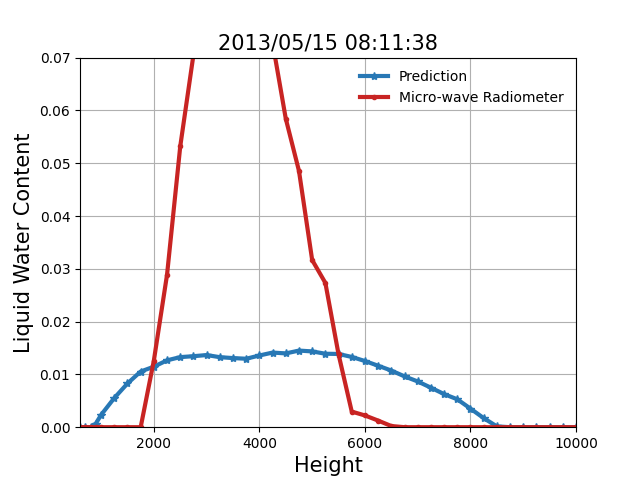 2013/05/15 08:11:38
0.07
0.06
0.05
0.04
0.03
0.02
0.01
0.00
Liquid Water Content
Prediction
Micro-wave Radiometer
2000 4000 6000 8000 10000
Height